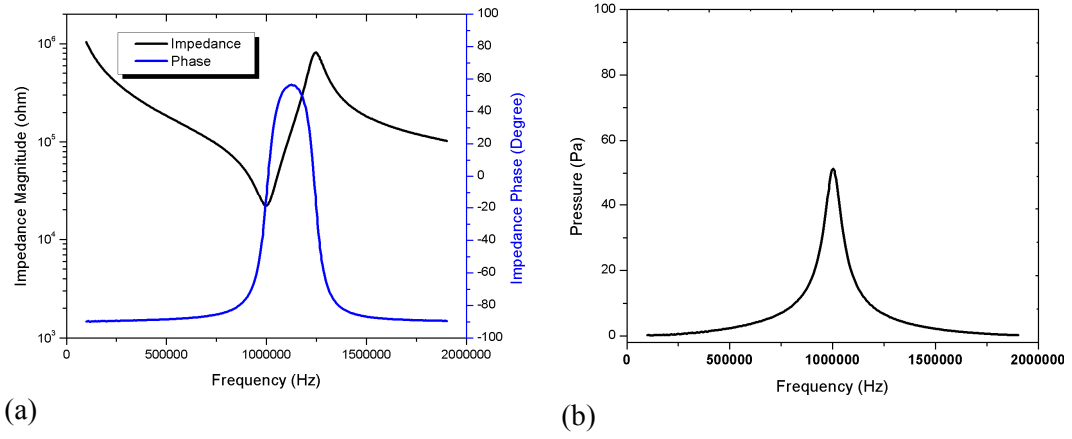 Impedance
Phase
Impedance Magnitude (ohm)
10^6
10^5
10^4
10^3
100
80
60
40
20
0
-20
-40
-60
-80
-100
Impedance Phase (Degree)
0 500000 1000000 1500000 2000000
Frequency (Hz)
(a)
Pressure (Pa)
100
80
60
40
20
0
0 500000 1000000 1500000 2000000
Frequency (Hz)
(b)